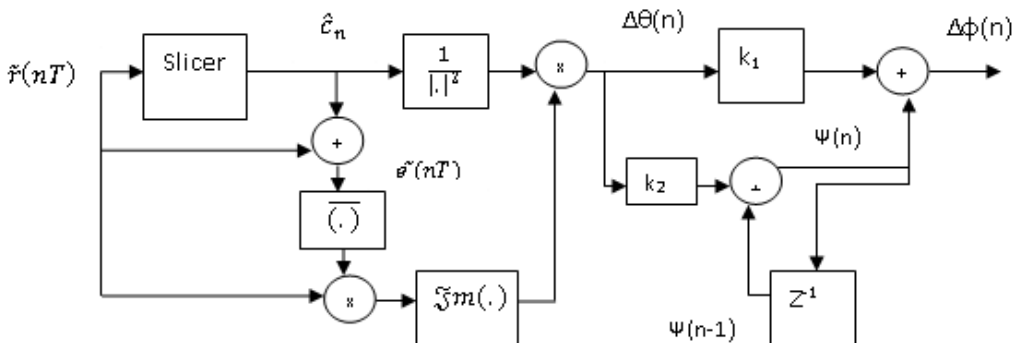 ĉₙ
Δθ(n)
Δϕ(n)
r̃(nT)
Slicer
1
|.|²
*
k₁
+
+
Ψ(n)
ẽ(nT)
k₂
+
(.)
*
ℑm(.)
Z⁻¹
Ψ(n-1)